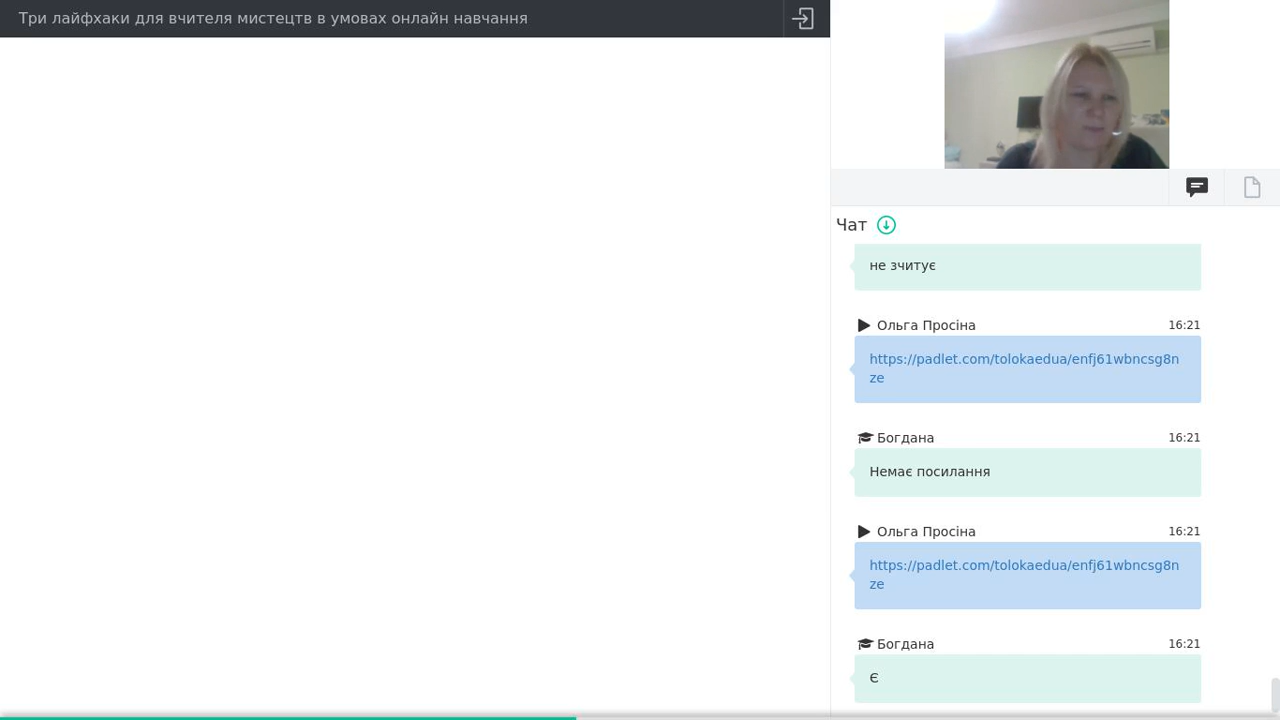 Три лайфхаки для вчителя мистецтв в умовах онлайн навчання
Чат
не зчитує
Ольга Просіна 16:21
https://padlet.com/tolokaedua/enfj61wbncsg8n
ze
Богдана 16:21
Немає посилання
Ольга Просіна 16:21
https://padlet.com/tolokaedua/enfj61wbncsg8n
ze
Богдана 16:21
Є